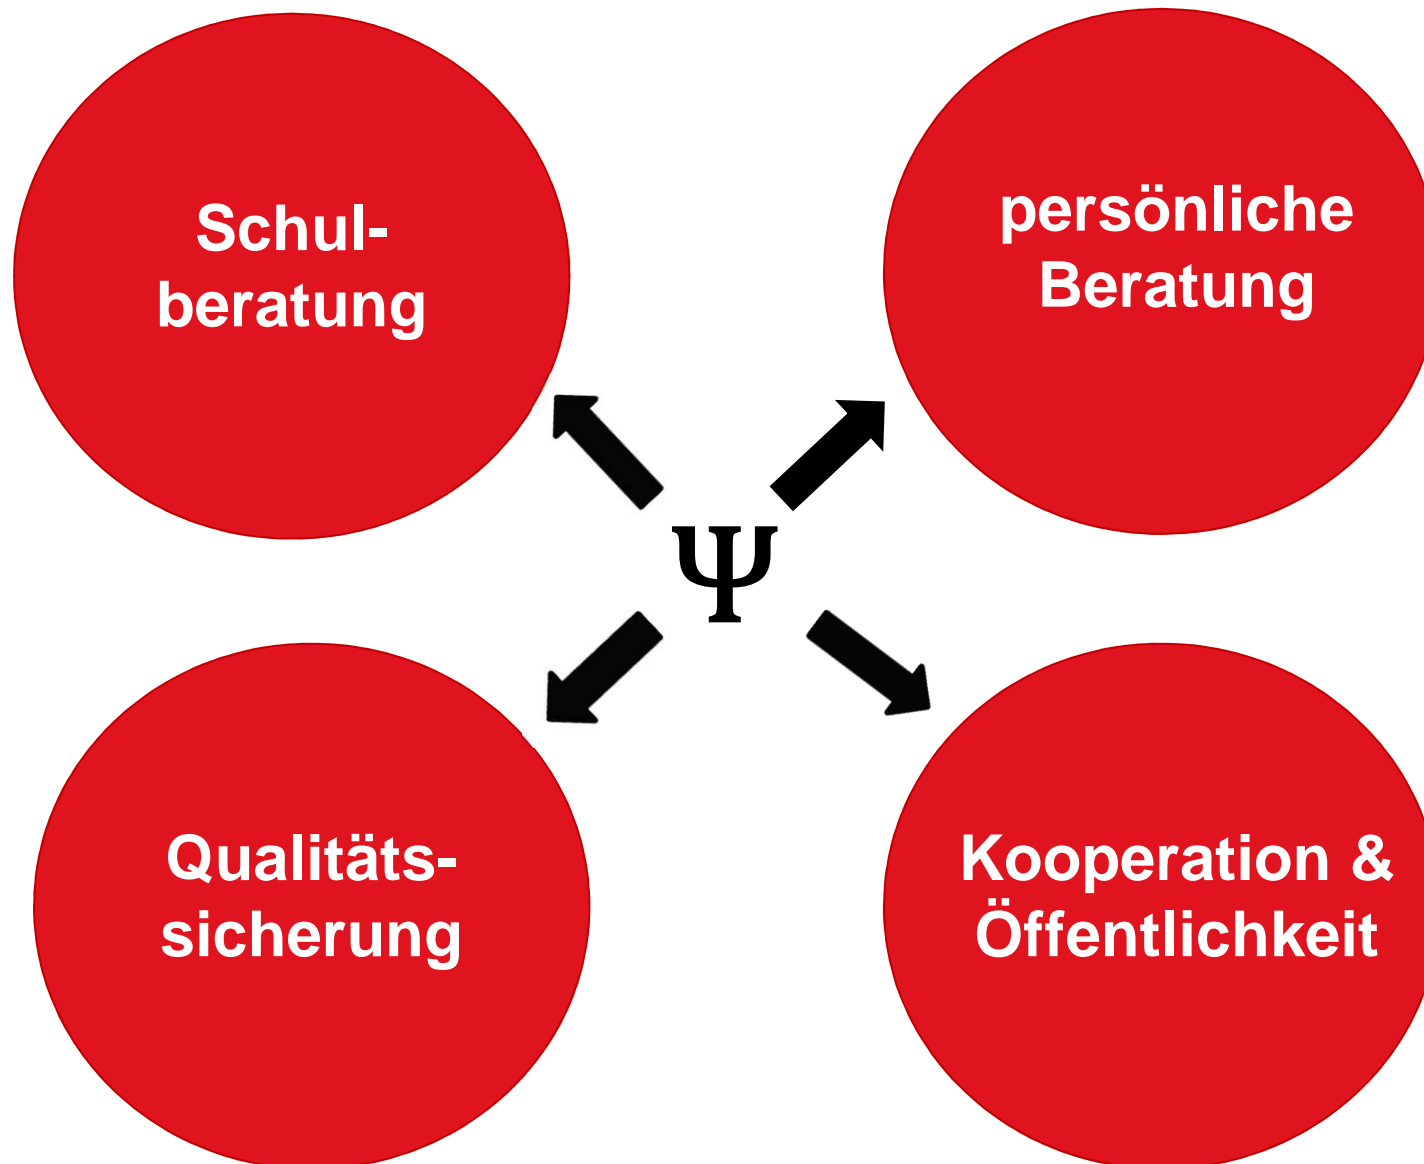 Schul-
beratung
persönliche
Beratung
Ψ
Qualitäts-
sicherung
Kooperation &
Öffentlichkeit